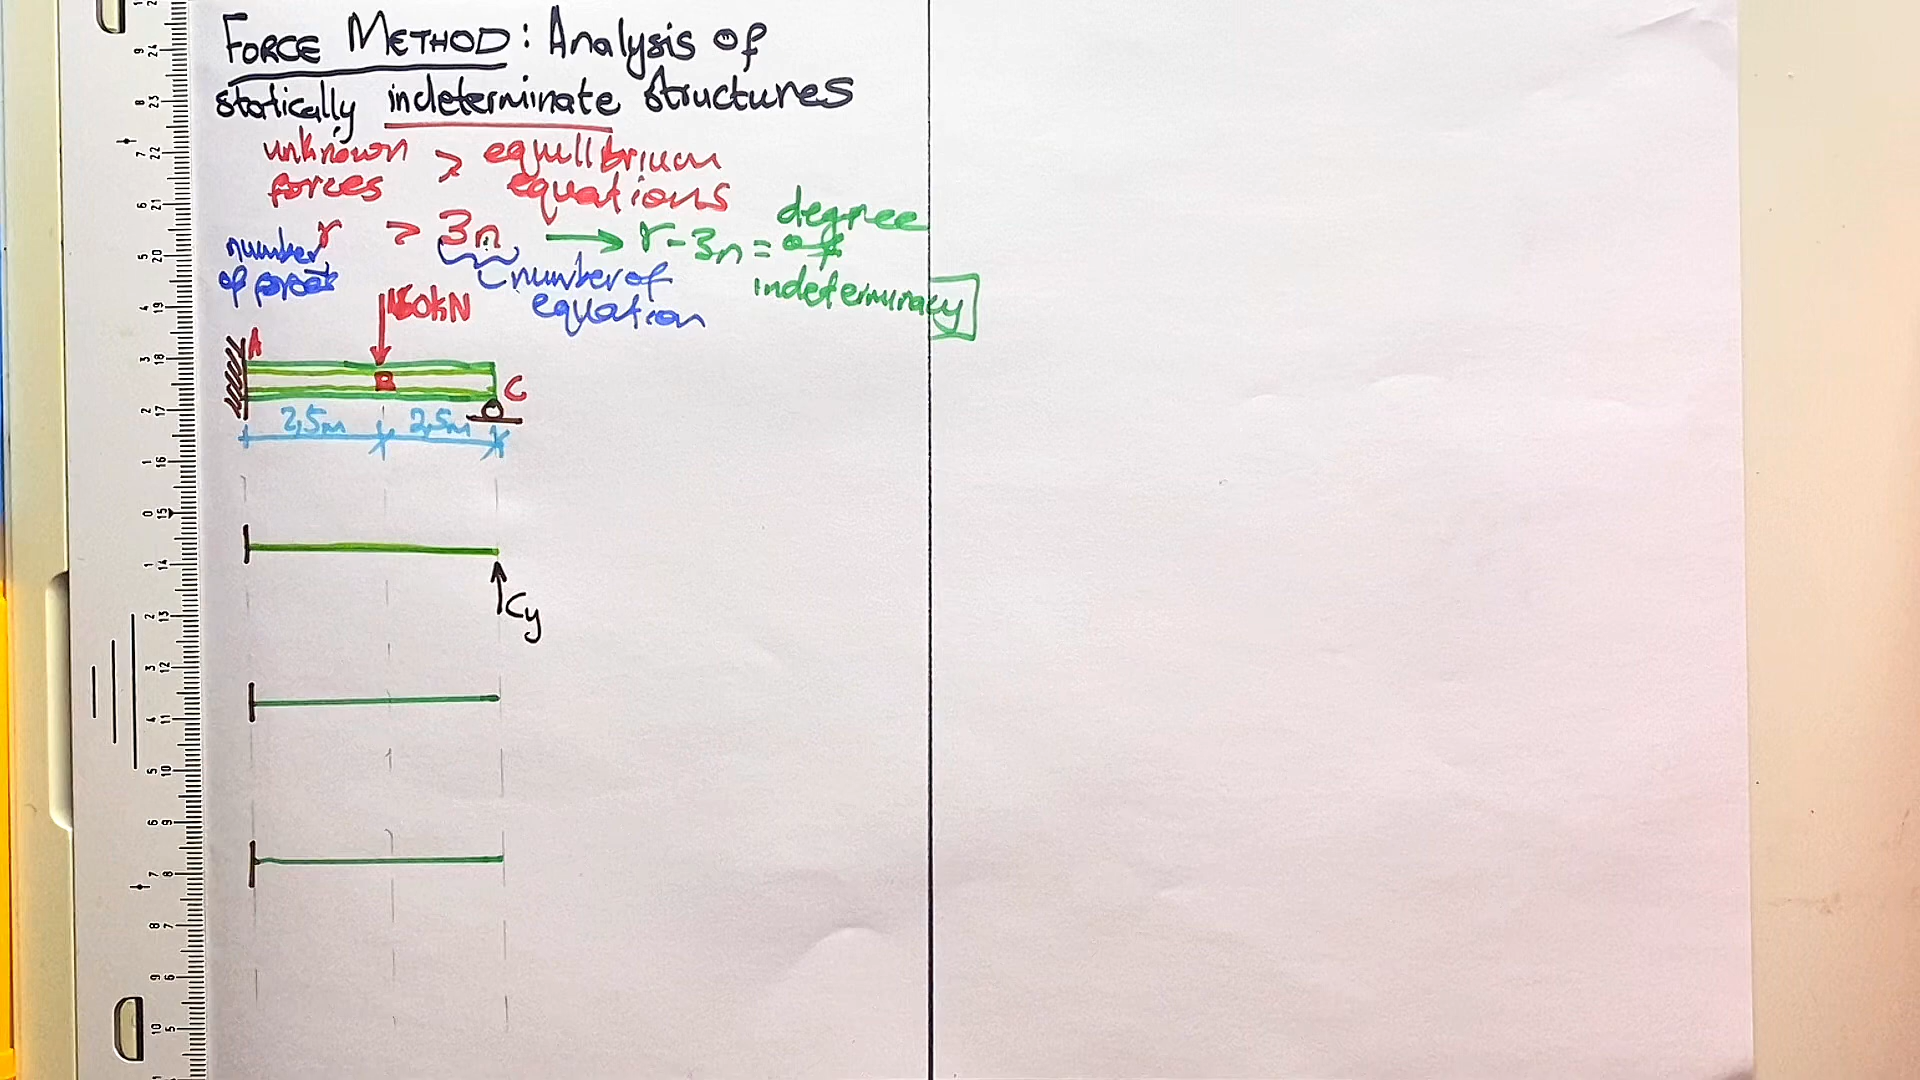 FORCE METHOD: Analysis of
statically indeterminate structures
unknown forces > equilibrium equations
r > 3n → r - 3n = degree of indeterminacy
number of forces
number of equation
A
B
C
2,5m 2,5m
Cy